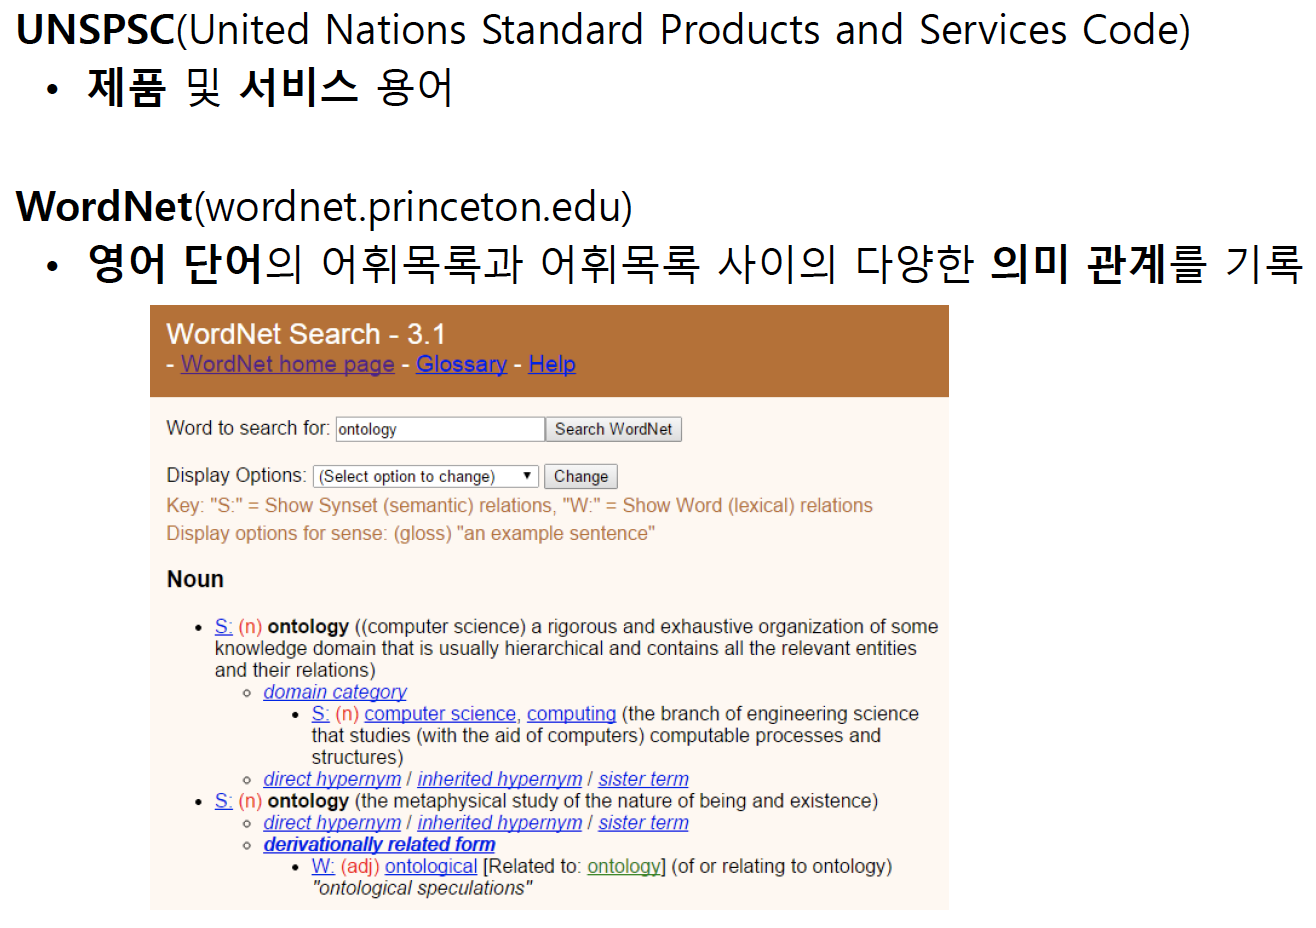 UNSPSC(United Nations Standard Products and Services Code)
• 제품 및 서비스 용어
WordNet(wordnet.princeton.edu)
• 영어 단어의 어휘목록과 어휘목록 사이의 다양한 의미 관계를 기록
WordNet Search - 3.1
- WordNet home page - Glossary - Help
Word to search for: ontology Search WordNet
Display Options: (Select option to change) Change
Key: "S:" = Show Synset (semantic) relations, "W:" = Show Word (lexical) relations
Display options for sense: (gloss) "an example sentence"
Noun
• S: (n) ontology ((computer science) a rigorous and exhaustive organization of some
knowledge domain that is usually hierarchical and contains all the relevant entities
and their relations)
○ domain category
• S: (n) computer science, computing (the branch of engineering science
that studies (with the aid of computers) computable processes and
structures)
○ direct hypernym / inherited hypernym / sister term
• S: (n) ontology (the metaphysical study of the nature of being and existence)
○ direct hypernym / inherited hypernym / sister term
○ derivationally related form
• W: (adj) ontological [Related to: ontology] (of or relating to ontology)
"ontological speculations"